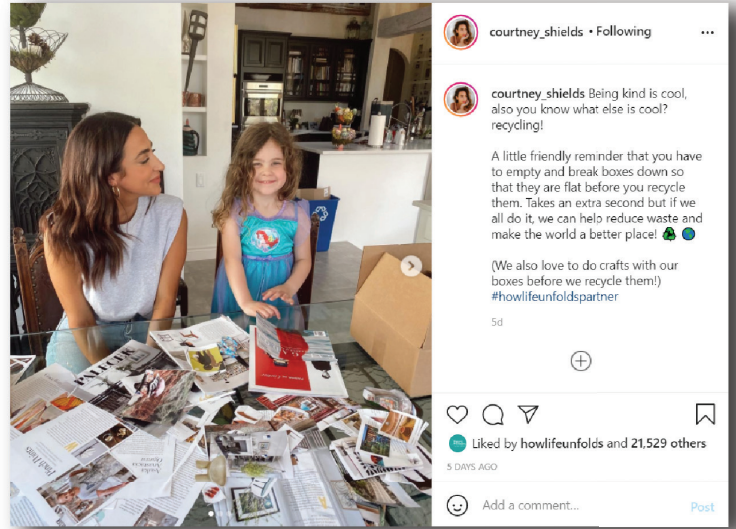 courtney_shields • Following
courtney_shields Being kind is cool,
also you know what else is cool?
recycling!
A little friendly reminder that you have
to empty and break boxes down so
that they are flat before you recycle
them. Takes an extra second but if we
all do it, we can help reduce waste and
make the world a better place! ♻️ 🌎
(We also love to do crafts with our
boxes before we recycle them!)
#howlifeunfoldspartner
5d
Liked by howlifeunfolds and 21,529 others
5 DAYS AGO
Add a comment...
Post